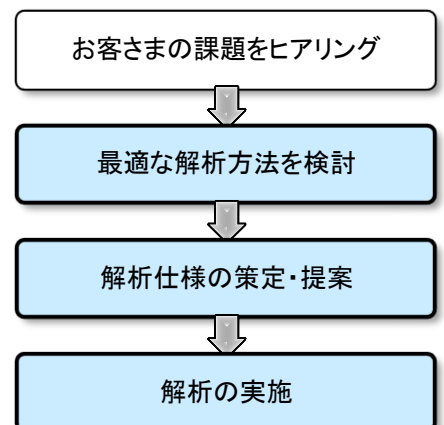 お客さまの課題をヒアリング
最適な解析方法を検討
解析仕様の策定・提案
解析の実施